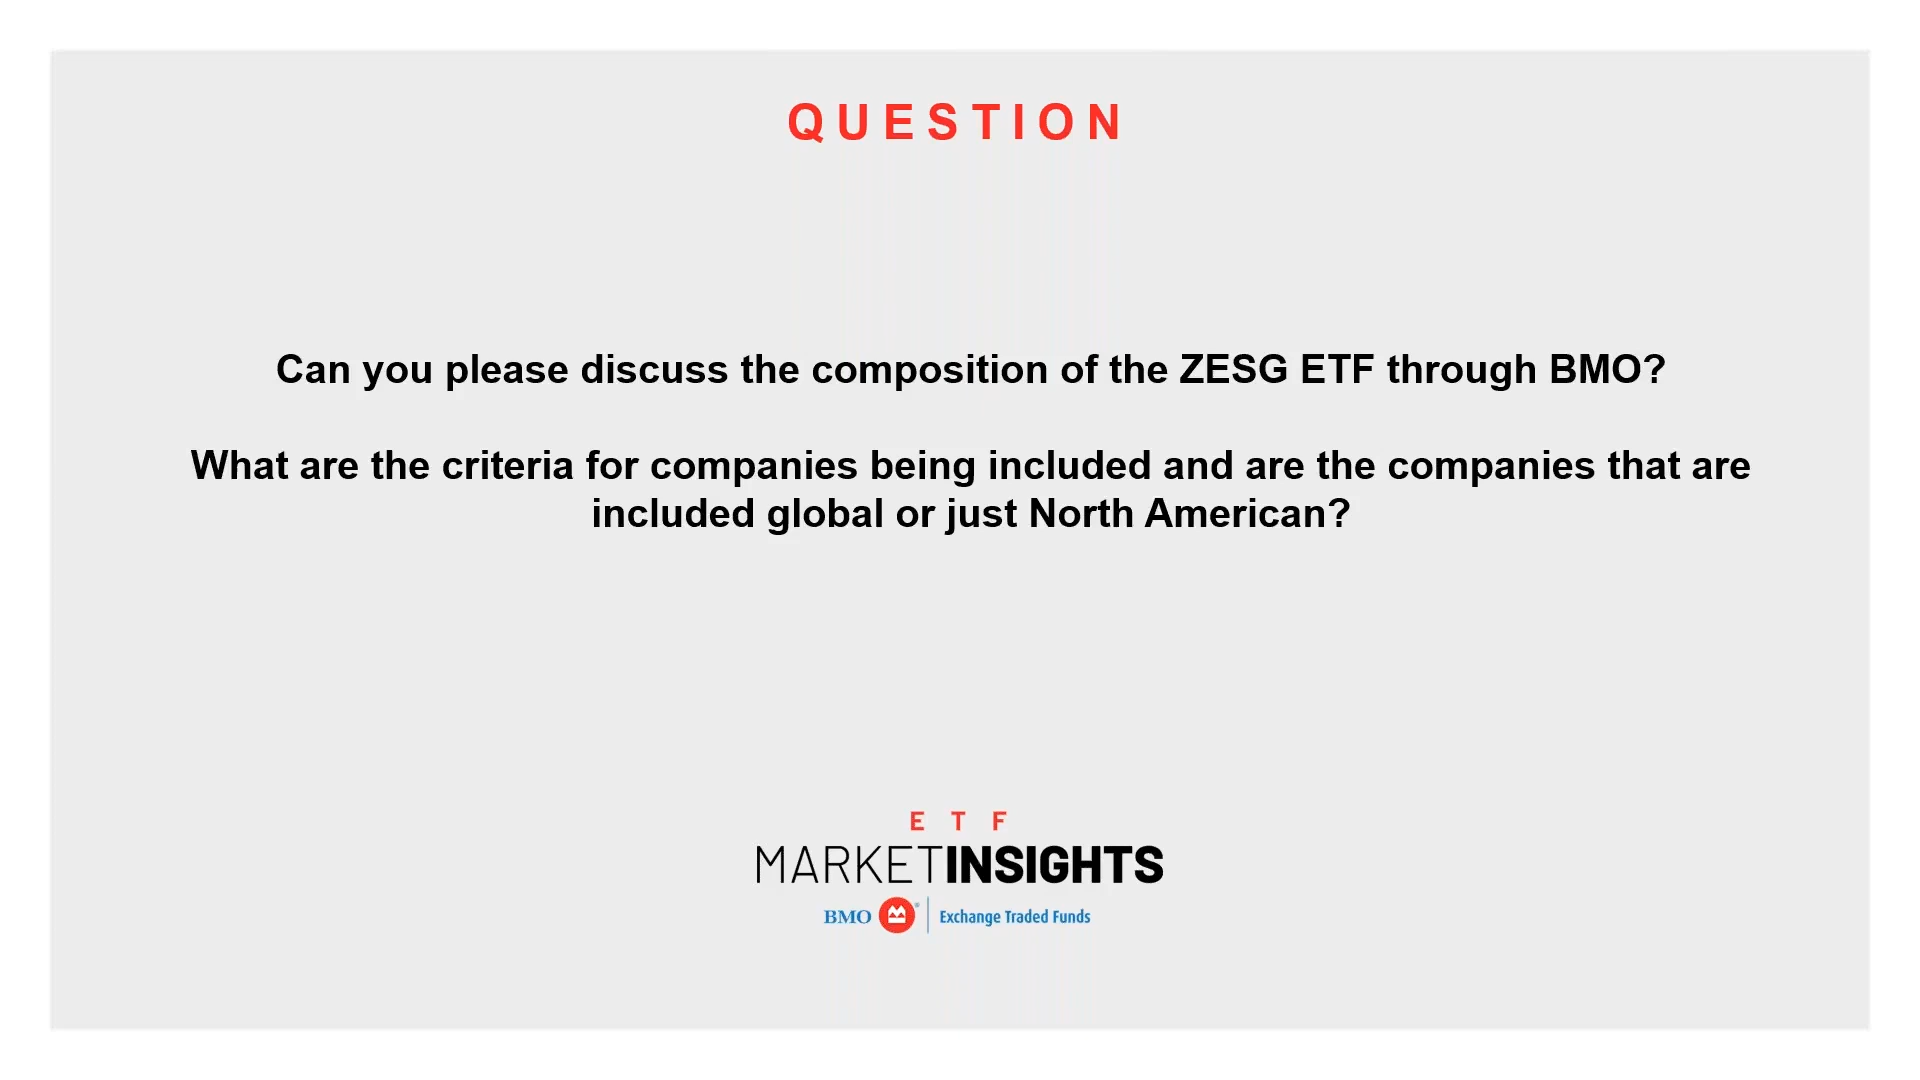 QUESTION
Can you please discuss the composition of the ZESG ETF through BMO?
What are the criteria for companies being included and are the companies that are
included global or just North American?
ETF
MARKETINSIGHTS
BMO Exchange Traded Funds